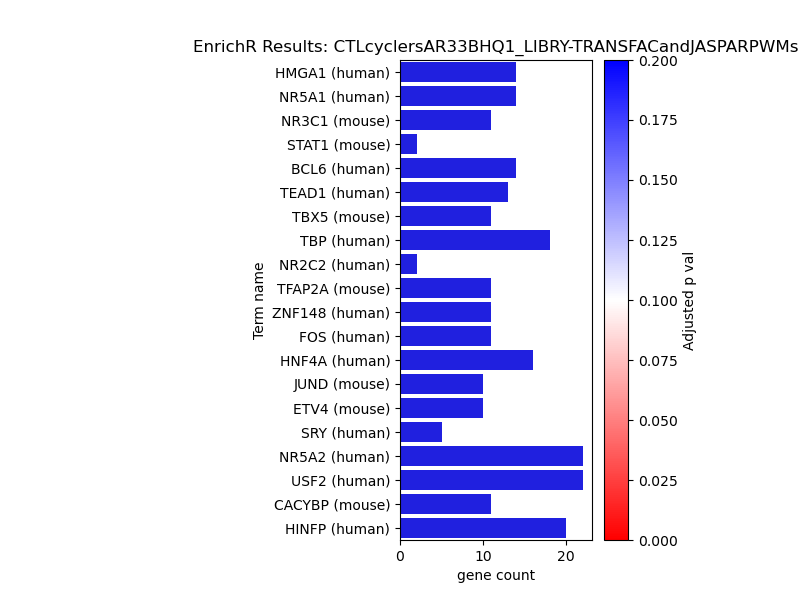 EnrichR Results: CTLcyclersAR33BHQ1_LIBRY-TRANSFACandJASPARPWMs
HMGA1 (human)
NR5A1 (human)
NR3C1 (mouse)
STAT1 (mouse)
BCL6 (human)
TEAD1 (human)
TBX5 (mouse)
TBP (human)
NR2C2 (human)
TFAP2A (mouse)
ZNF148 (human)
FOS (human)
HNF4A (human)
JUND (mouse)
ETV4 (mouse)
SRY (human)
NR5A2 (human)
USF2 (human)
CACYBP (mouse)
HINFP (human)
Term name
0 10 20
gene count
0.200
0.175
0.150
0.125
0.100
0.075
0.050
0.025
0.000
Adjusted p val